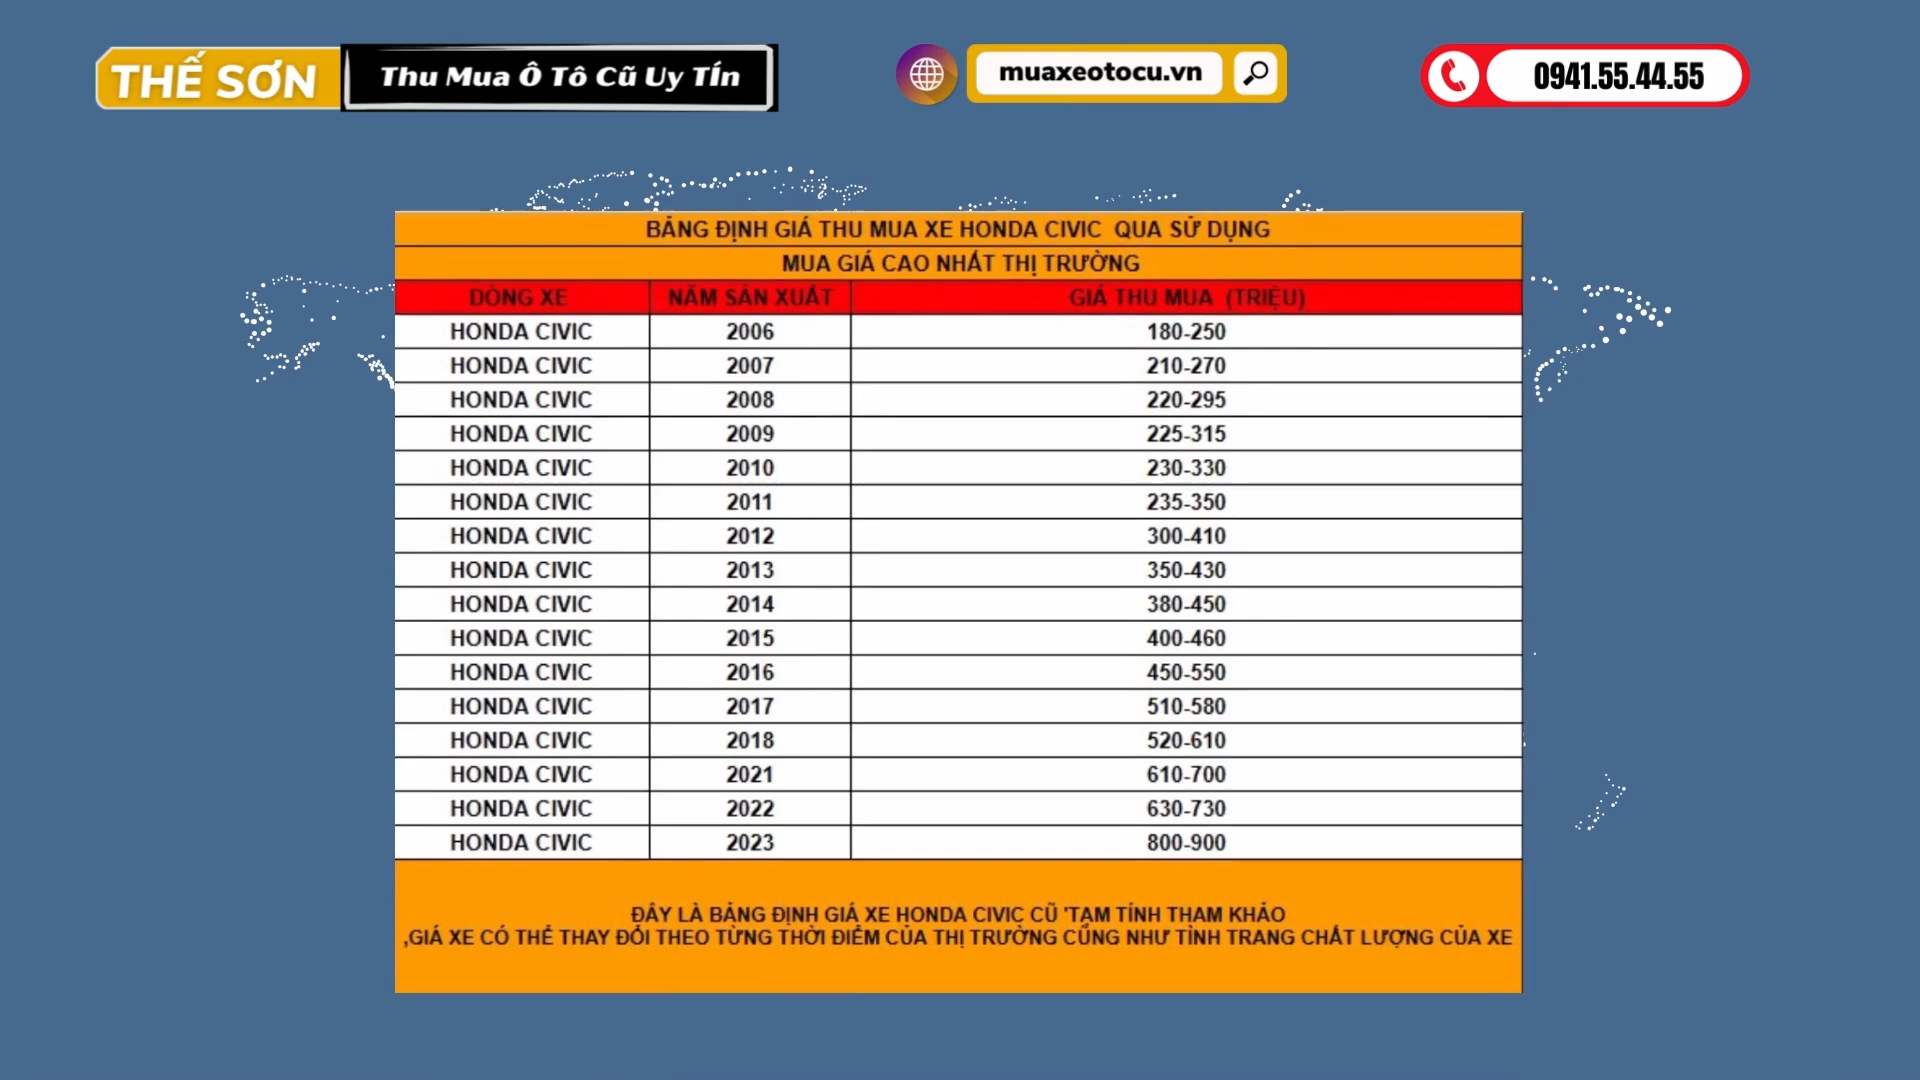 THẾ SƠN Thu Mua Ô Tô Cũ Uy Tín muaxeotocu.vn 0941.55.44.55
BẢNG ĐỊNH GIÁ THU MUA XE HONDA CIVIC QUA SỬ DỤNG
MUA GIÁ CAO NHẤT THỊ TRƯỜNG
DÒNG XE NĂM SẢN XUẤT GIÁ THU MUA (TRIỆU)
HONDA CIVIC 2006 180-250
HONDA CIVIC 2007 210-270
HONDA CIVIC 2008 220-295
HONDA CIVIC 2009 225-315
HONDA CIVIC 2010 230-330
HONDA CIVIC 2011 235-350
HONDA CIVIC 2012 300-410
HONDA CIVIC 2013 350-430
HONDA CIVIC 2014 380-450
HONDA CIVIC 2015 400-460
HONDA CIVIC 2016 450-550
HONDA CIVIC 2017 510-580
HONDA CIVIC 2018 520-610
HONDA CIVIC 2021 610-700
HONDA CIVIC 2022 630-730
HONDA CIVIC 2023 800-900
ĐÂY LÀ BẢNG ĐỊNH GIÁ XE HONDA CIVIC CŨ 'TẠM TÍNH THAM KHẢO
,GIÁ XE CÓ THỂ THAY ĐỔI THEO TỪNG THỜI ĐIỂM CỦA THỊ TRƯỜNG CŨNG NHƯ TÌNH TRẠNG CHẤT LƯỢNG CỦA XE